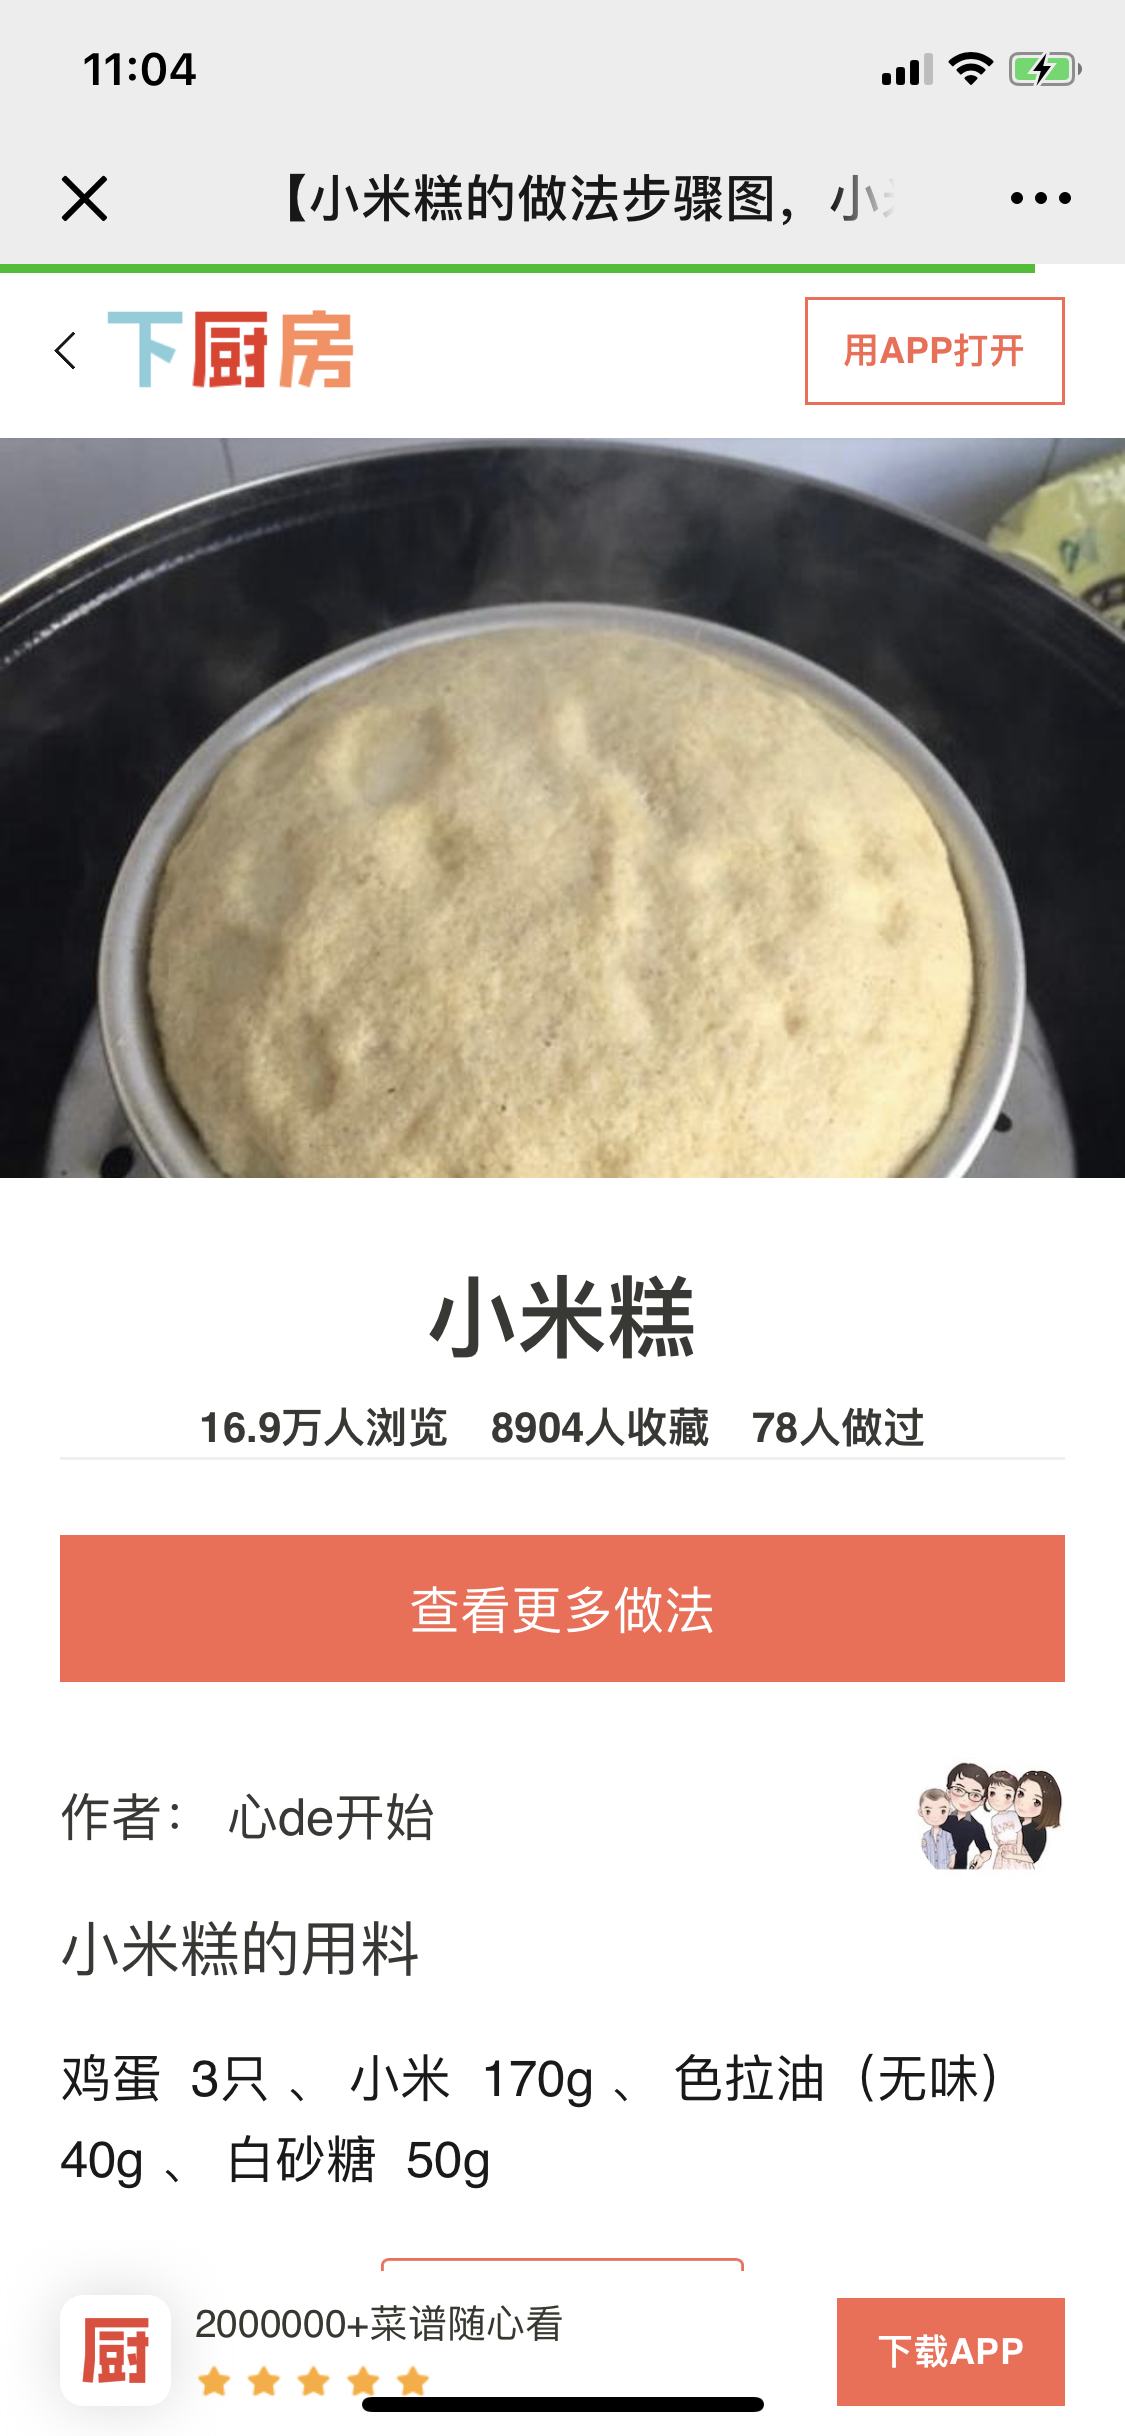 11:04
【小米糕的做法步骤图，小
下厨房
用APP打开
小米糕
16.9万人浏览 8904人收藏 78人做过
查看更多做法
作者： 心de开始
小米糕的用料
鸡蛋 3只 、 小米 170g 、 色拉油（无味）
40g 、 白砂糖 50g
厨
2000000+菜谱随心看
下载APP